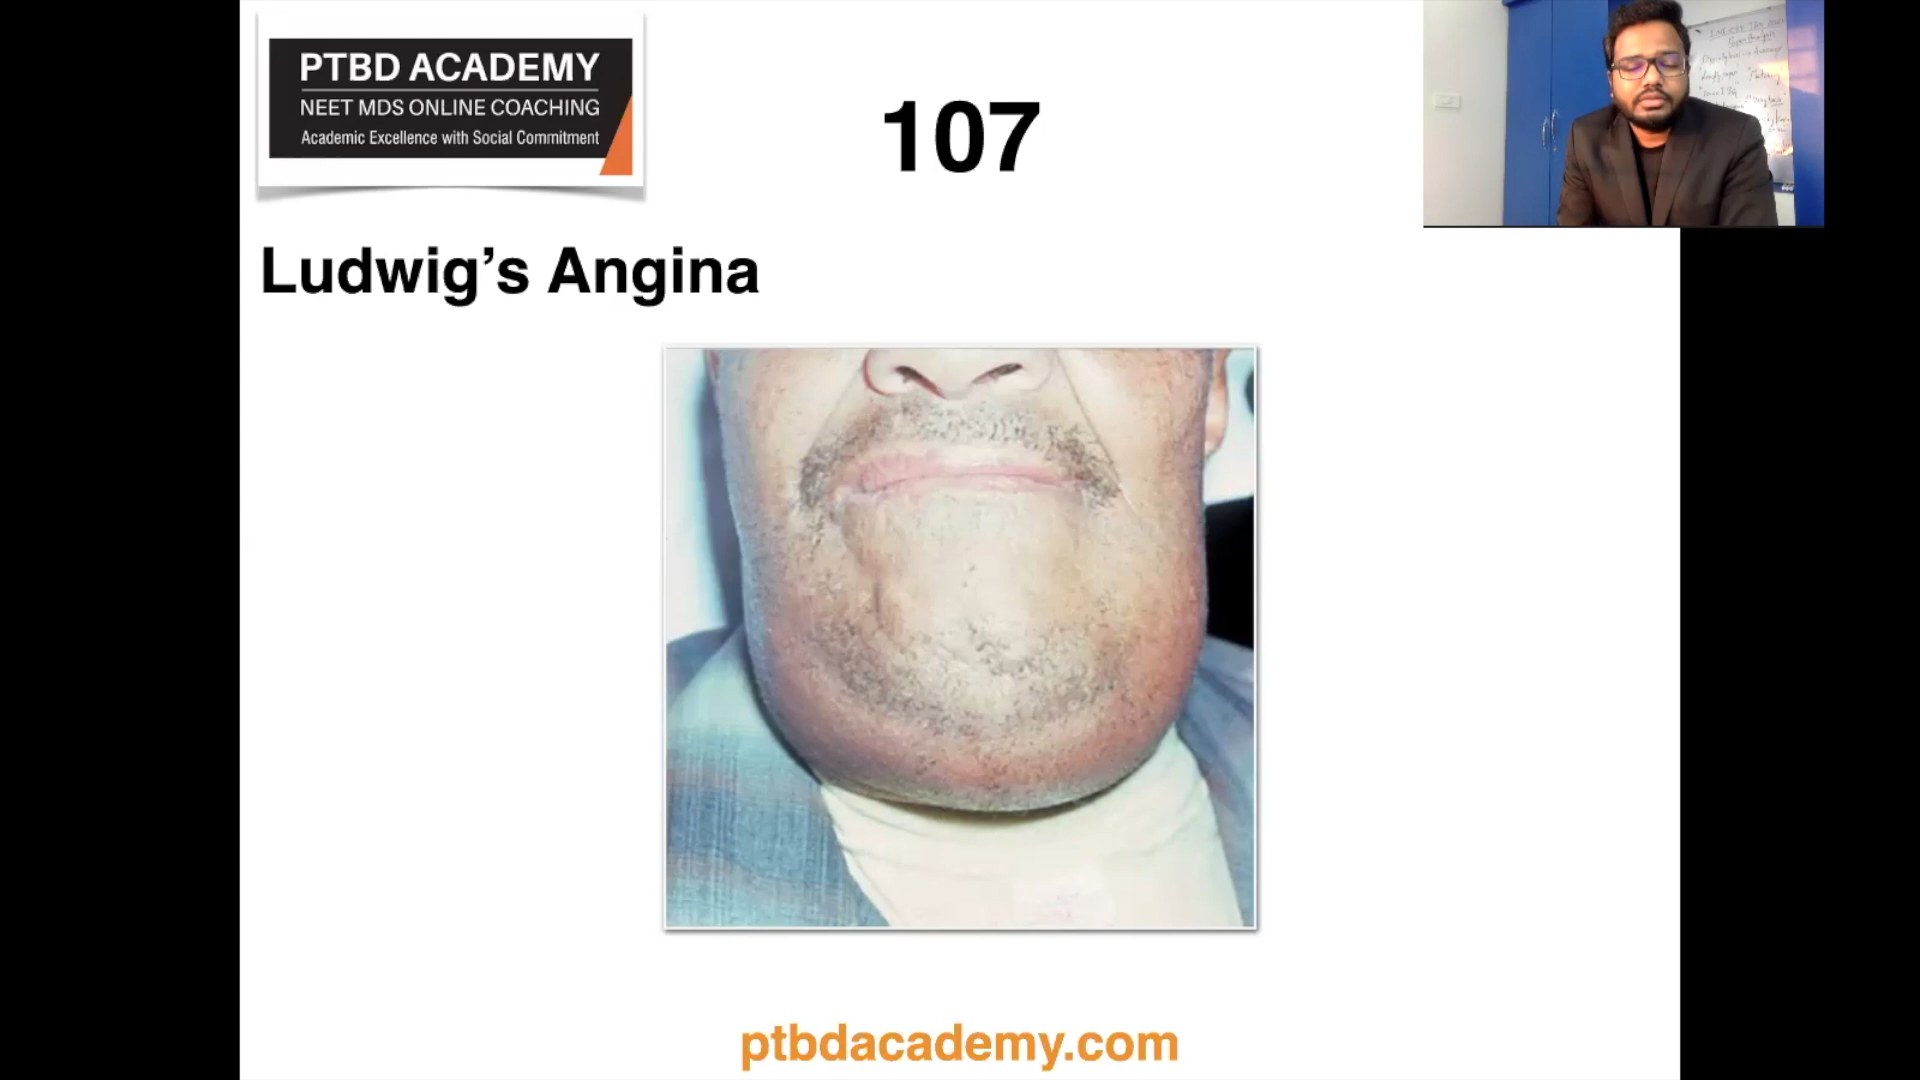 PTBD ACADEMY
NEET MDS ONLINE COACHING
Academic Excellence with Social Commitment
107
Ludwig's Angina
ptbdacademy.com